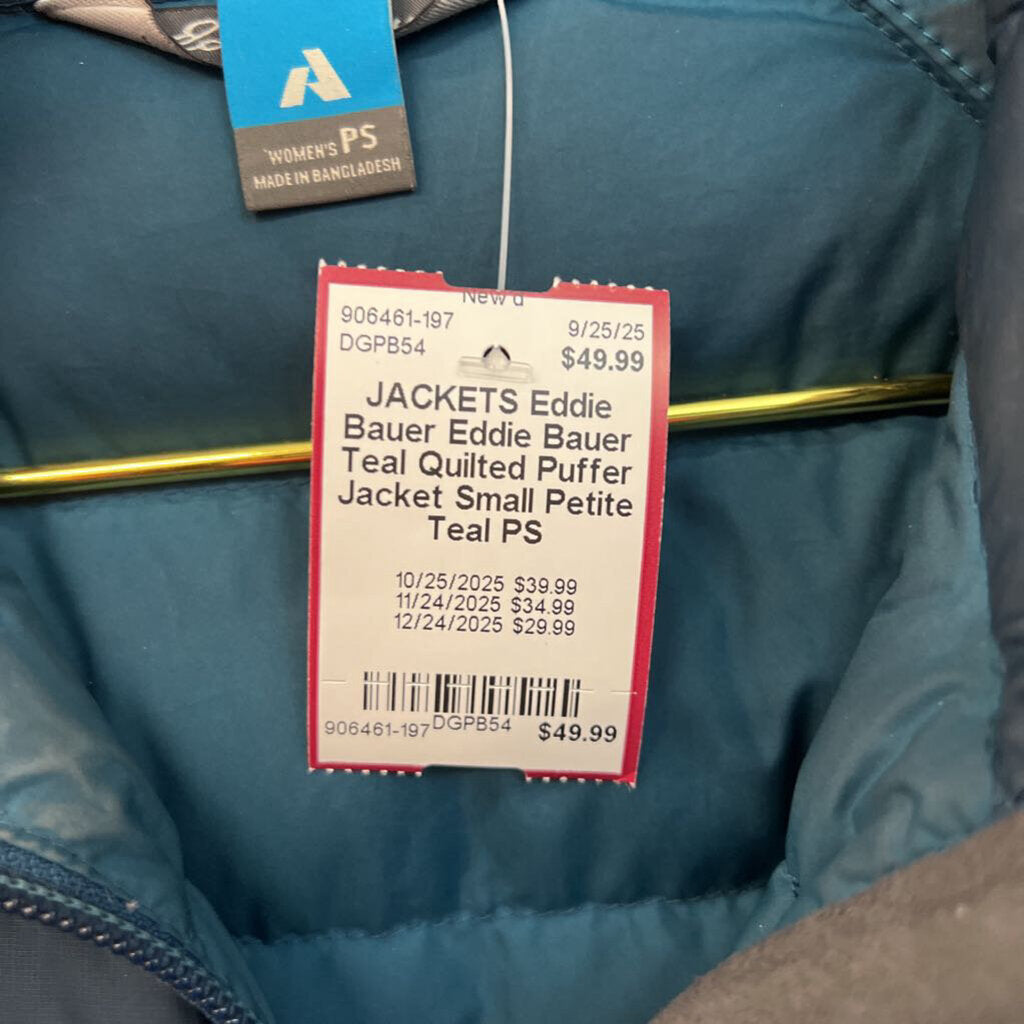 WOMEN'S PS
MADE IN BANGLADESH
906461-197
9/25/25
DGPB54
$49.99
JACKETS Eddie
Bauer Eddie Bauer
Teal Quilted Puffer
Jacket Small Petite
Teal PS
10/25/2025 $39.99
11/24/2025 $34.99
12/24/2025 $29.99
906461-197 DGPB54 $49.99